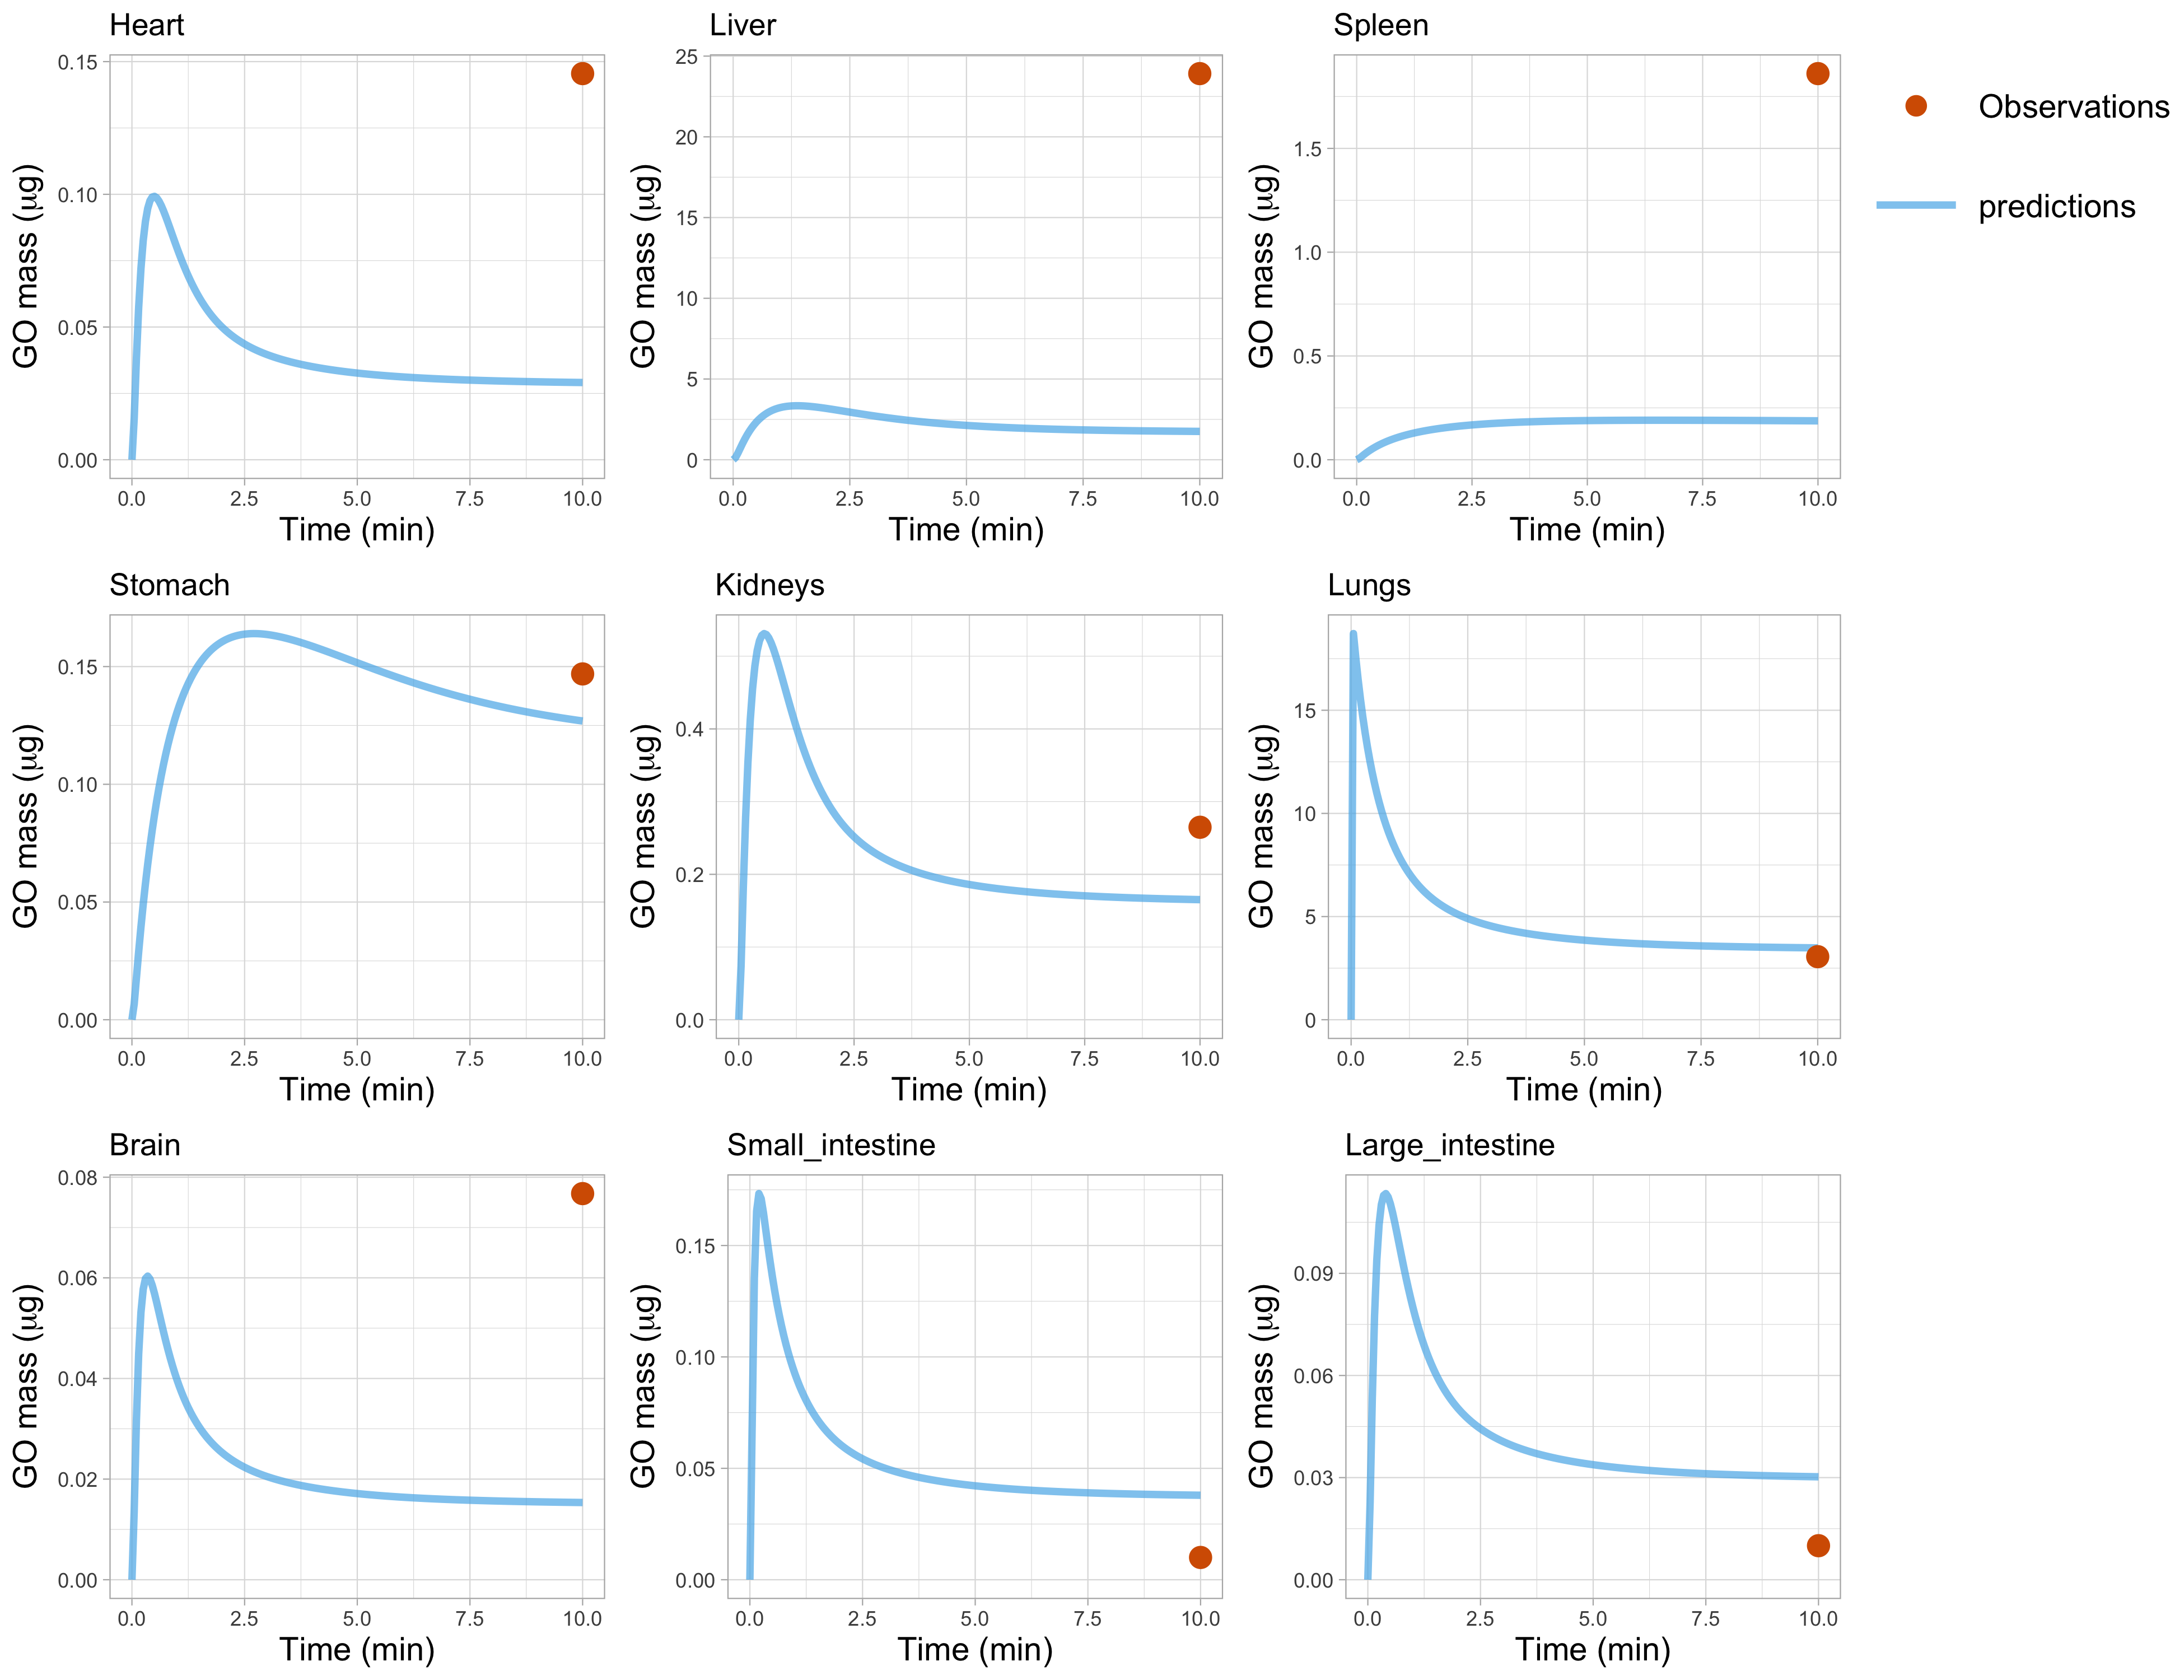 Heart
GO mass (μg)
0.15
0.10
0.05
0.00
0.0 2.5 5.0 7.5 10.0
Time (min)
Liver
GO mass (μg)
25
20
15
10
5
0
0.0 2.5 5.0 7.5 10.0
Time (min)
Spleen
GO mass (μg)
1.5
1.0
0.5
0.0
0.0 2.5 5.0 7.5 10.0
Time (min)
Observations
predictions
Stomach
GO mass (μg)
0.15
0.10
0.05
0.00
0.0 2.5 5.0 7.5 10.0
Time (min)
Kidneys
GO mass (μg)
0.4
0.2
0.0
0.0 2.5 5.0 7.5 10.0
Time (min)
Lungs
GO mass (μg)
15
10
5
0
0.0 2.5 5.0 7.5 10.0
Time (min)
Brain
GO mass (μg)
0.08
0.06
0.04
0.02
0.00
0.0 2.5 5.0 7.5 10.0
Time (min)
Small_intestine
GO mass (μg)
0.15
0.10
0.05
0.00
0.0 2.5 5.0 7.5 10.0
Time (min)
Large_intestine
GO mass (μg)
0.09
0.06
0.03
0.00
0.0 2.5 5.0 7.5 10.0
Time (min)